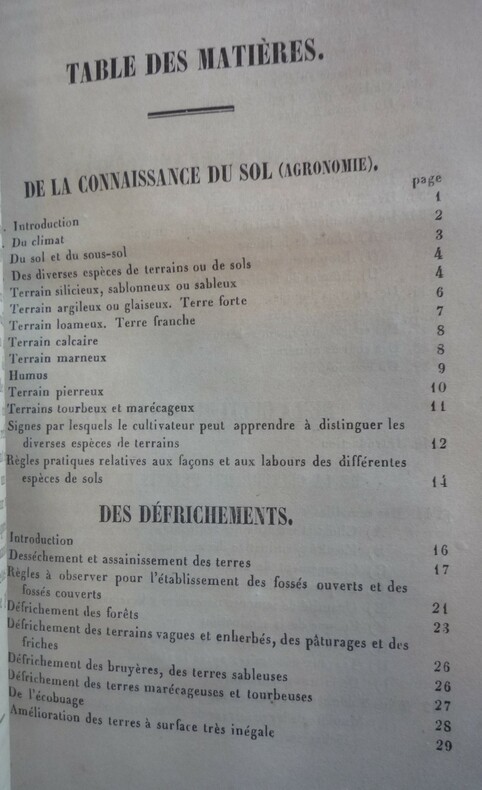 TABLE DES MATIÈRES.
DE LA CONNAISSANCE DU SOL (AGRONOMIE).
page
Introduction 1
Du climat 2
Du sol et du sous-sol 3
Des diverses espèces de terrains ou de sols 4
Terrain silicieux, sablonneux ou sableux 4
Terrain argileux ou glaiseux. Terre forte 6
Terrain loameux. Terre franche 7
Terrain calcaire 8
Terrain marneux 8
Humus 9
Terrain pierreux 10
Terrains tourbeux et marécageux 11
Signes par lesquels le cultivateur peut apprendre à distinguer les
diverses espèces de terrains 12
Règles pratiques relatives aux façons et aux labours des différentes
espèces de sols 14
DES DÉFRICHEMENTS.
Introduction 16
Desséchement et assainissement des terres 17
Règles à observer pour l'établissement des fossés ouverts et des
fossés couverts 21
Défrichement des forêts 23
Défrichement des terrains vagues et enherbés, des pâturages et des
friches 26
Défrichement des bruyères, des terres sableuses 26
Défrichement des terres marécageuses et tourbeuses 27
De l'écobuage 28
Amélioration des terres à surface très inégale 29